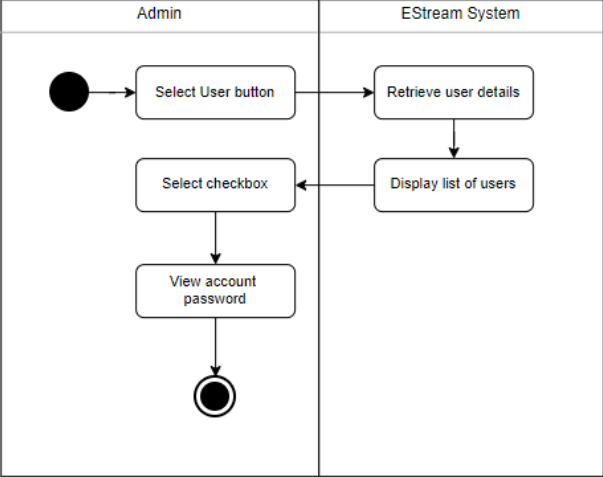 Admin
EStream System
Select User button
Retrieve user details
Select checkbox
Display list of users
View account
password